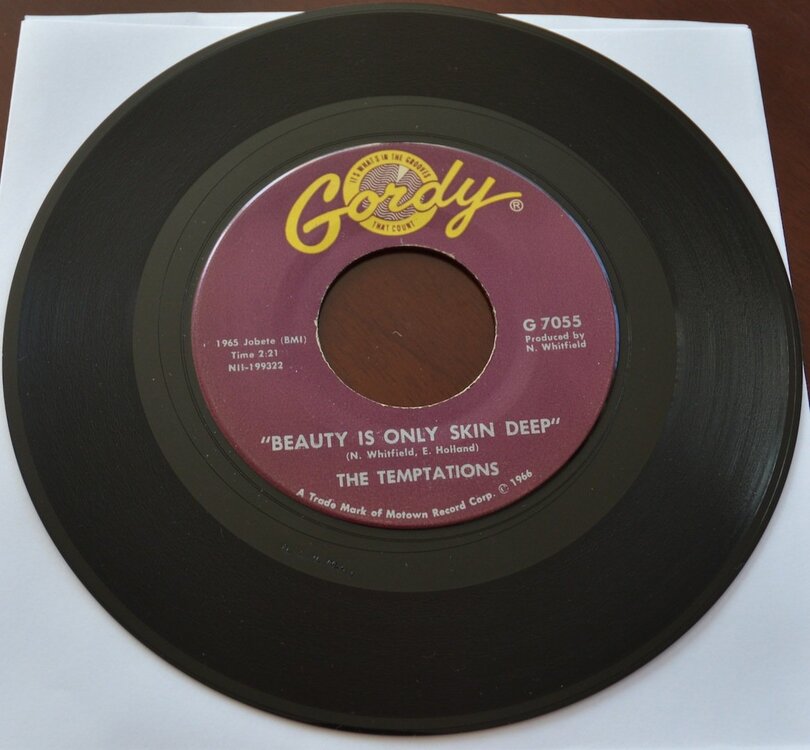 IT'S WHAT'S IN THE GROOVES
Gordy ®
THAT COUNT
1965 Jobete (BMI)
Time 2:21
NII-199322
G 7055
Produced by
N. Whitfield
"BEAUTY IS ONLY SKIN DEEP"
(N. Whitfield, E. Holland)
THE TEMPTATIONS
A Trade Mark of Motown Record Corp. © 1966